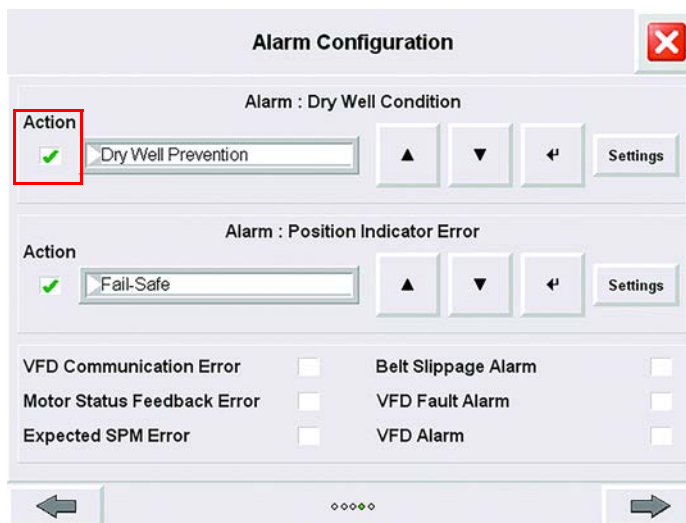 Alarm Configuration
Alarm : Dry Well Condition
Action
Dry Well Prevention
Settings
Alarm : Position Indicator Error
Action
Fail-Safe
Settings
VFD Communication Error
Belt Slippage Alarm
Motor Status Feedback Error
VFD Fault Alarm
Expected SPM Error
VFD Alarm